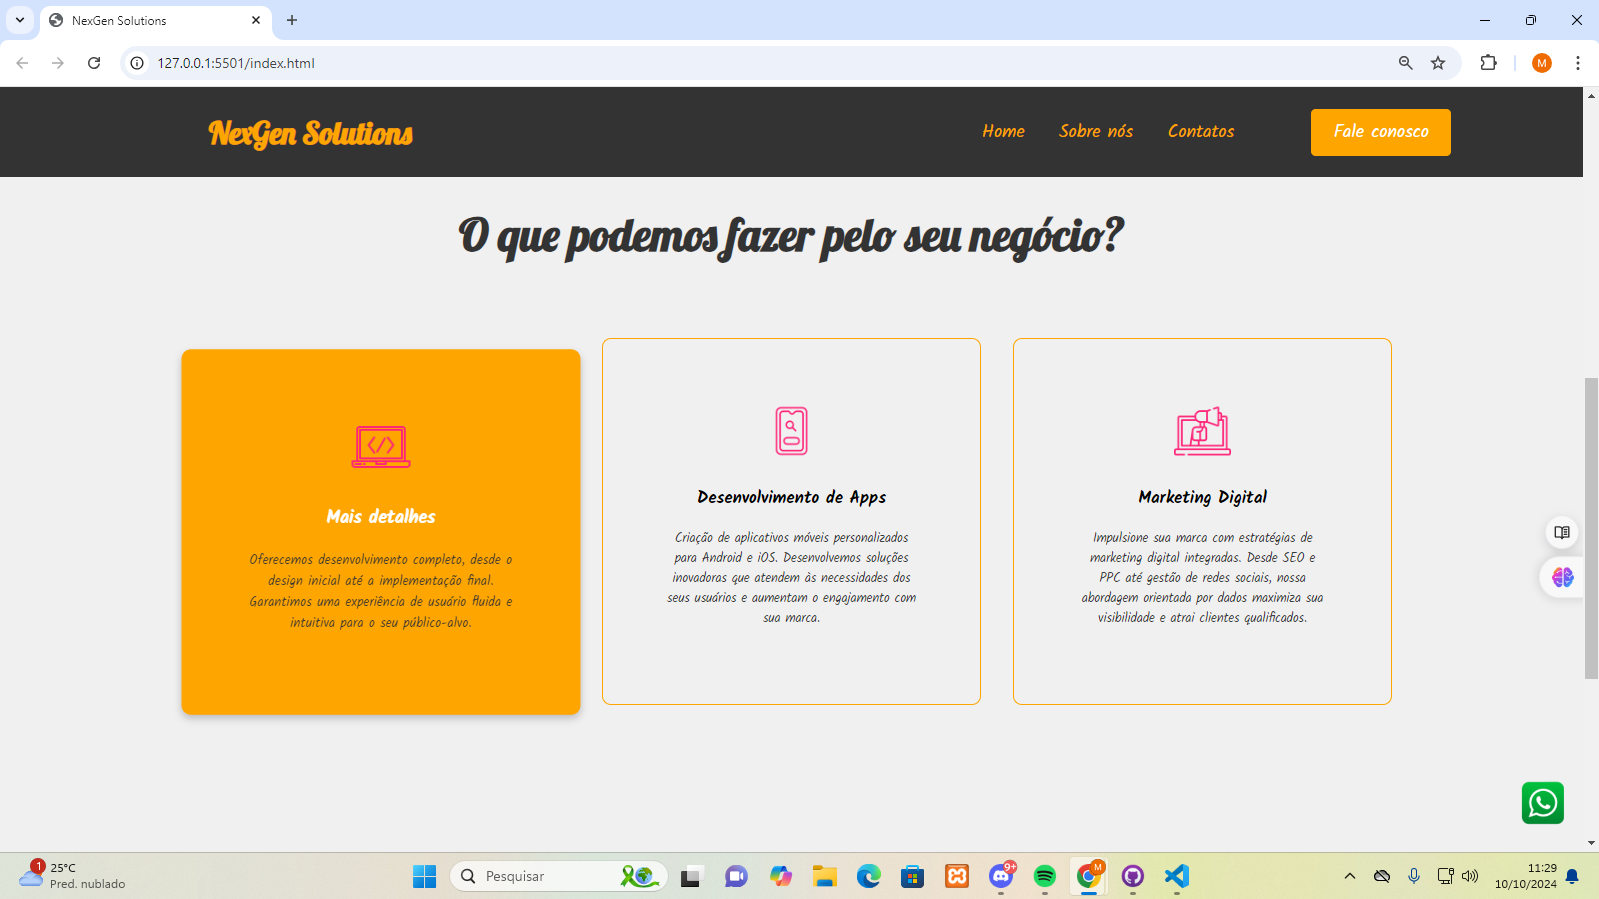 NexGen Solutions
127.0.0.1:5501/index.html
M
NexGen Solutions
Home
Sobre nós
Contatos
Fale conosco
O que podemos fazer pelo seu negócio?
Mais detalhes
Oferecemos desenvolvimento completo, desde o
design inicial até a implementação final.
Garantimos uma experiência de usuário fluida e
intuitiva para o seu público-alvo.
Desenvolvimento de Apps
Criação de aplicativos móveis personalizados
para Android e iOS. Desenvolvemos soluções
inovadoras que atendem às necessidades dos
seus usuários e aumentam o engajamento com
sua marca.
Marketing Digital
Impulsione sua marca com estratégias de
marketing digital integradas. Desde SEO e
PPC até gestão de redes sociais, nossa
abordagem orientada por dados maximiza sua
visibilidade e atrai clientes qualificados.
1
25°C
Pred. nublado
Pesquisar
9+
M
11:29
10/10/2024